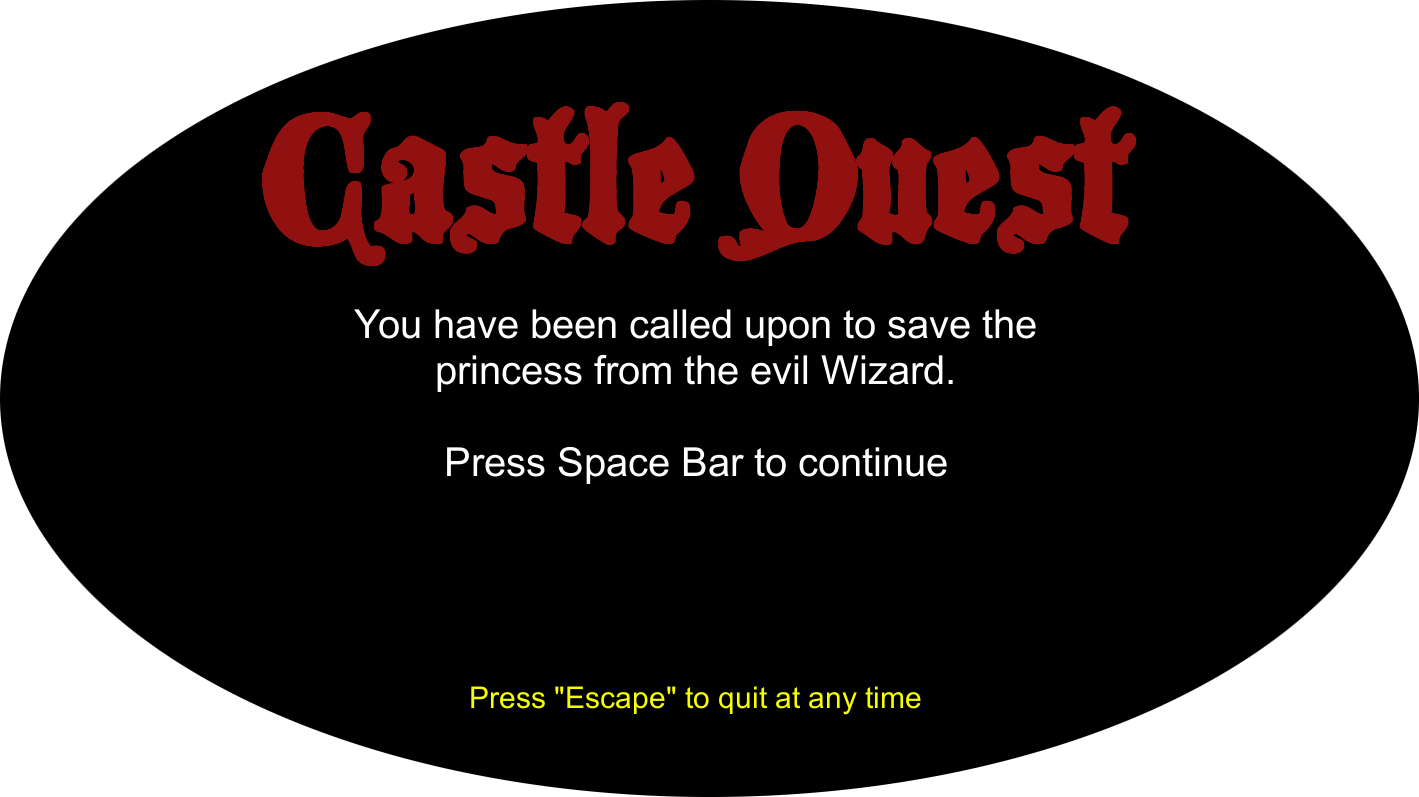 Castle Quest
You have been called upon to save the
princess from the evil Wizard.
Press Space Bar to continue
Press "Escape" to quit at any time